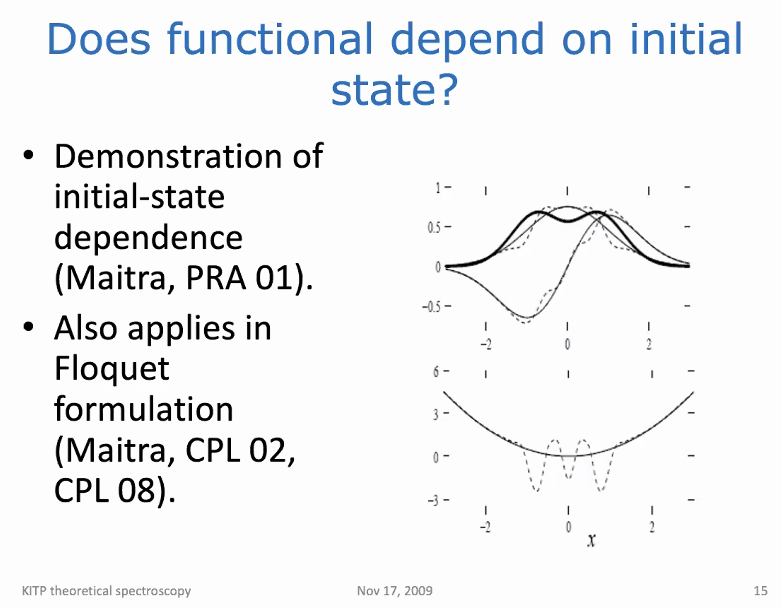 Does functional depend on initial
state?
• Demonstration of
initial-state
dependence
(Maitra, PRA 01).
• Also applies in
Floquet
formulation
(Maitra, CPL 02,
CPL 08).
1
0.5
0
−0.5
−2 0 2
6
3
0
−3
−2 0 2
x
KITP theoretical spectroscopy Nov 17, 2009 15